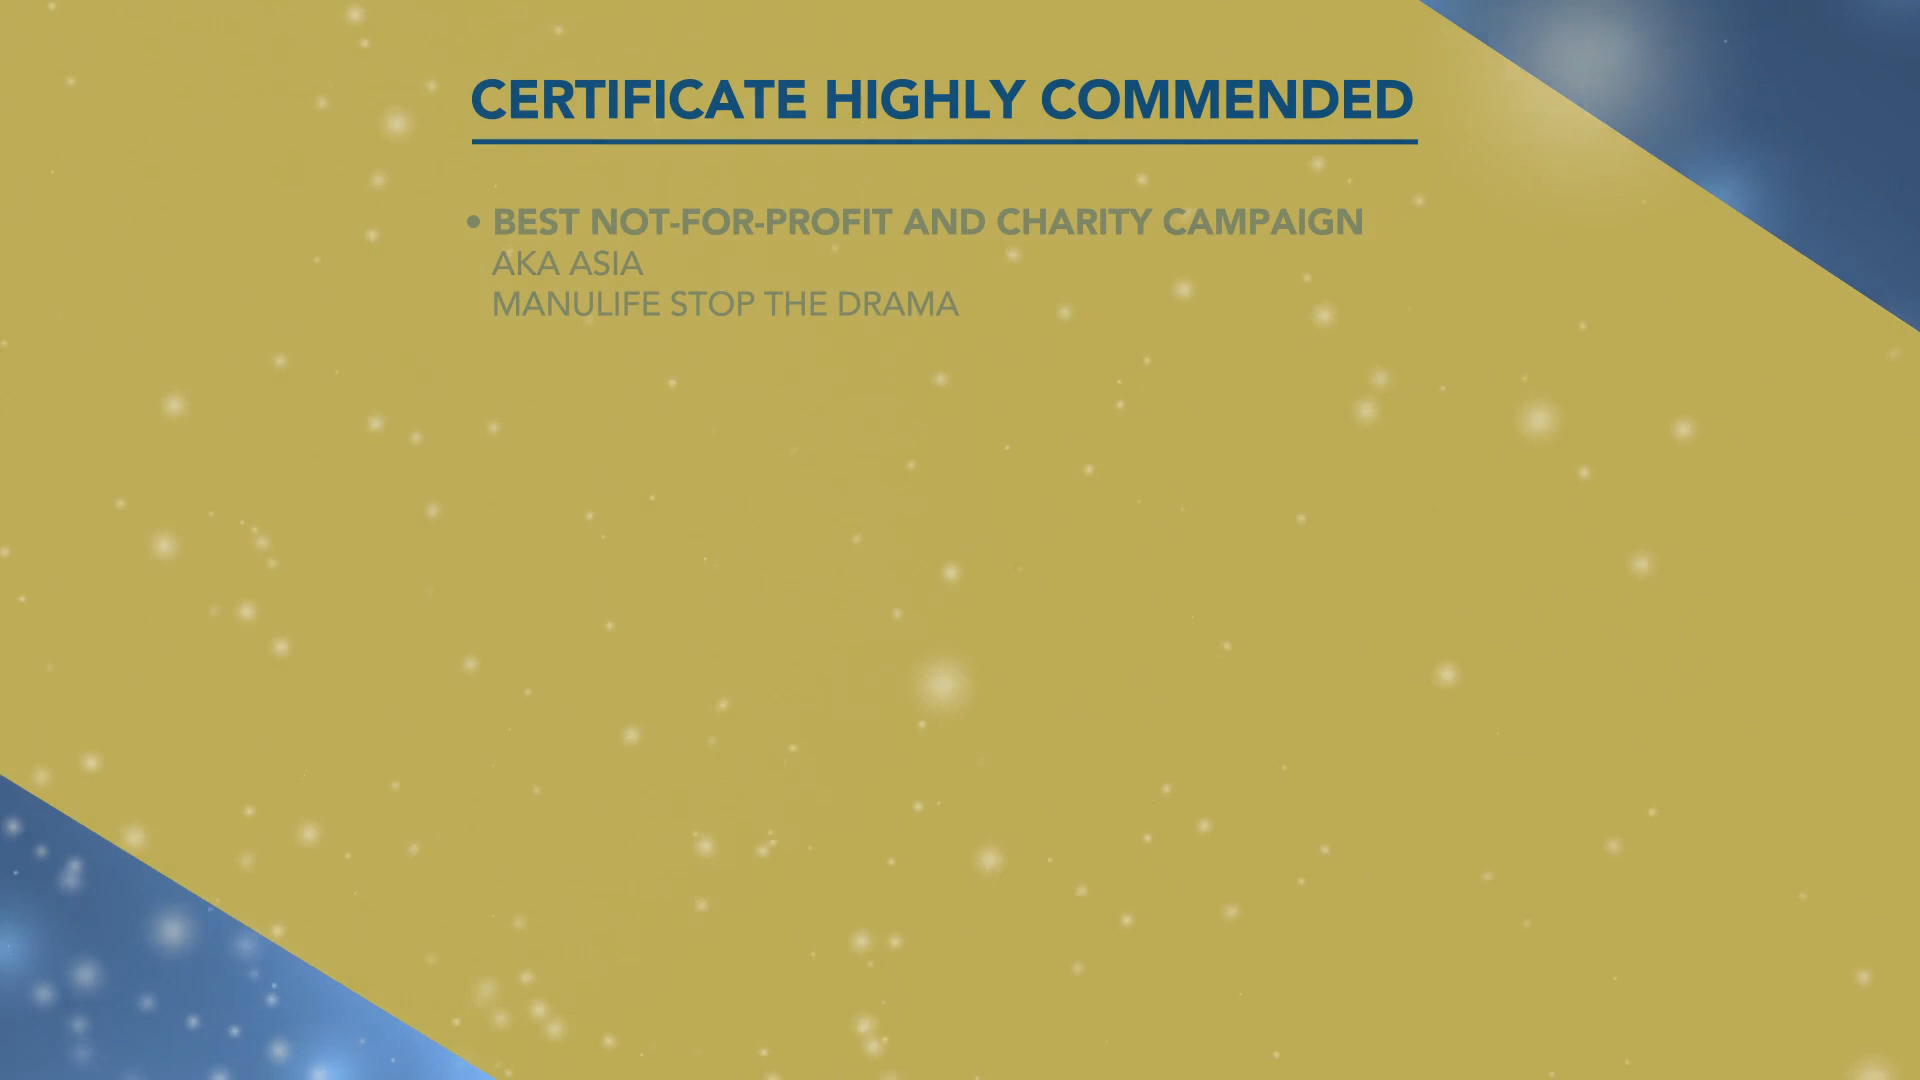 CERTIFICATE HIGHLY COMMENDED
• BEST NOT-FOR-PROFIT AND CHARITY CAMPAIGN
AKA ASIA
MANULIFE STOP THE DRAMA